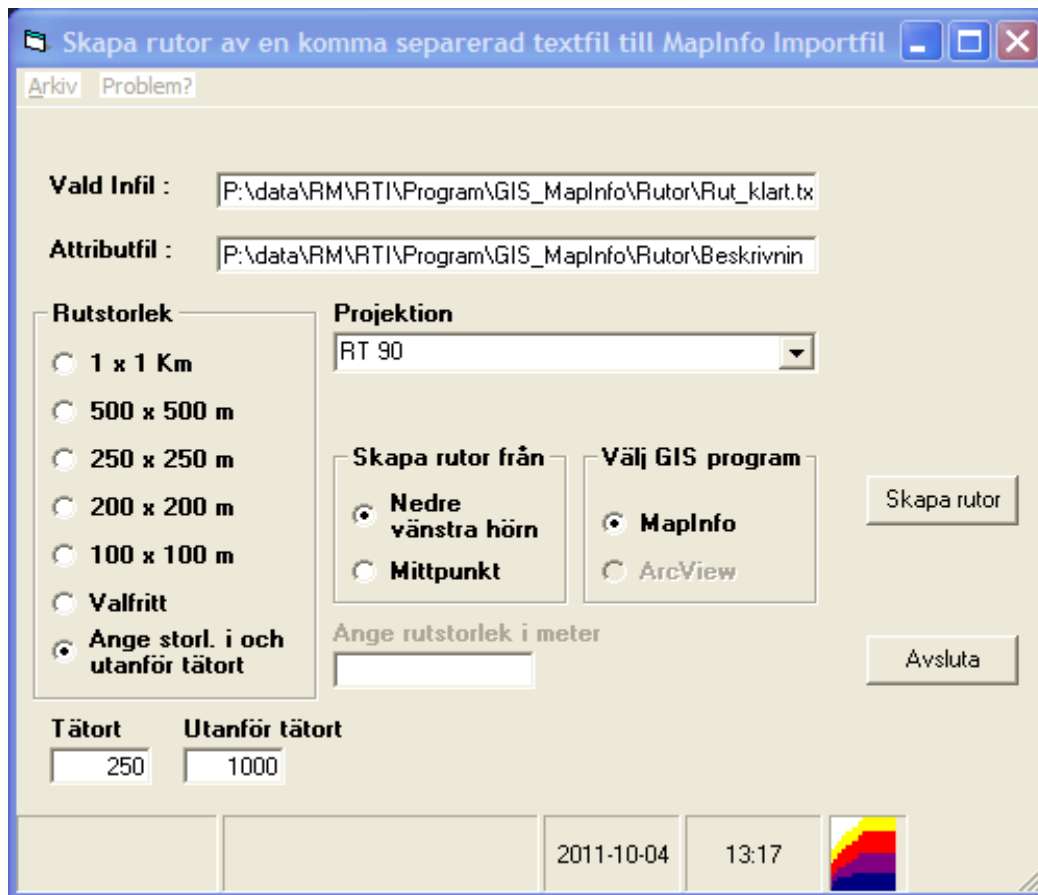 Skapa rutor av en komma separerad textfil till MapInfo Importfil
Arkiv Problem?
Vald Infil :
P:\data\RM\RTI\Program\GIS_MapInfo\Rutor\Rut_klart.tx
Attributfil :
P:\data\RM\RTI\Program\GIS_MapInfo\Rutor\Beskrivnin
Rutstorlek
1 x 1 Km
500 x 500 m
250 x 250 m
200 x 200 m
100 x 100 m
Valfritt
Ange storl. i och
utanför tätort
Projektion
RT 90
Skapa rutor från
Nedre
vänstra hörn
Mittpunkt
Välj GIS program
MapInfo
ArcView
Skapa rutor
Ange rutstorlek i meter
Avsluta
Tätort
250
Utanför tätort
1000
2011-10-04
13:17